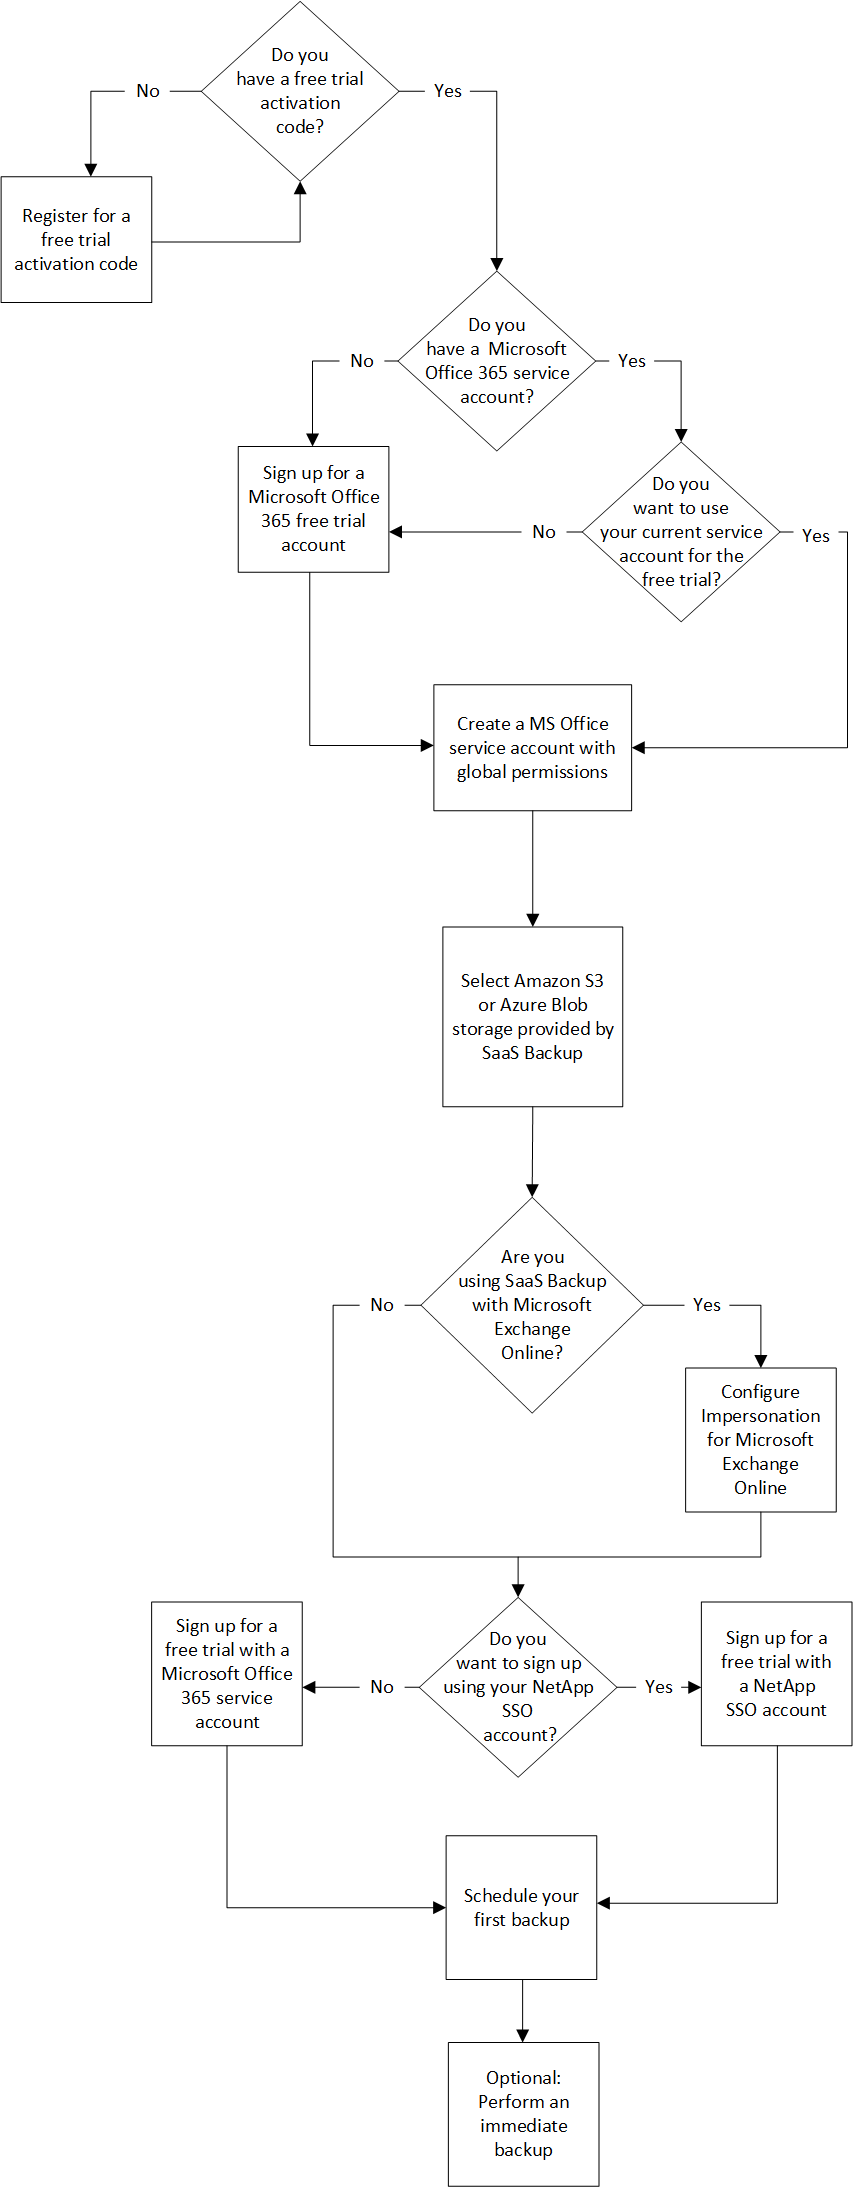 Do you
have a free trial
activation
code?
No
Yes
Register for a
free trial
activation code
Do you
have a  Microsoft
Office 365 service
account?
No
Yes
Sign up for a
Microsoft Office
365 free trial
account
Do you
want to use
your current service
account for the
free trial?
No
Yes
Create a MS Office
service account with
global permissions
Select Amazon S3
or Azure Blob
storage provided by
SaaS Backup
Are you
using SaaS Backup
with Microsoft
Exchange
Online?
No
Yes
Configure
Impersonation
for Microsoft
Exchange
Online
Sign up for a
free trial with a
Microsoft Office
365 service
account
No
Do you
want to sign up
using your NetApp
SSO
account?
Yes
Sign up for a
free trial with
a NetApp
SSO account
Schedule your
first backup
Optional:
Perform an
immediate
backup